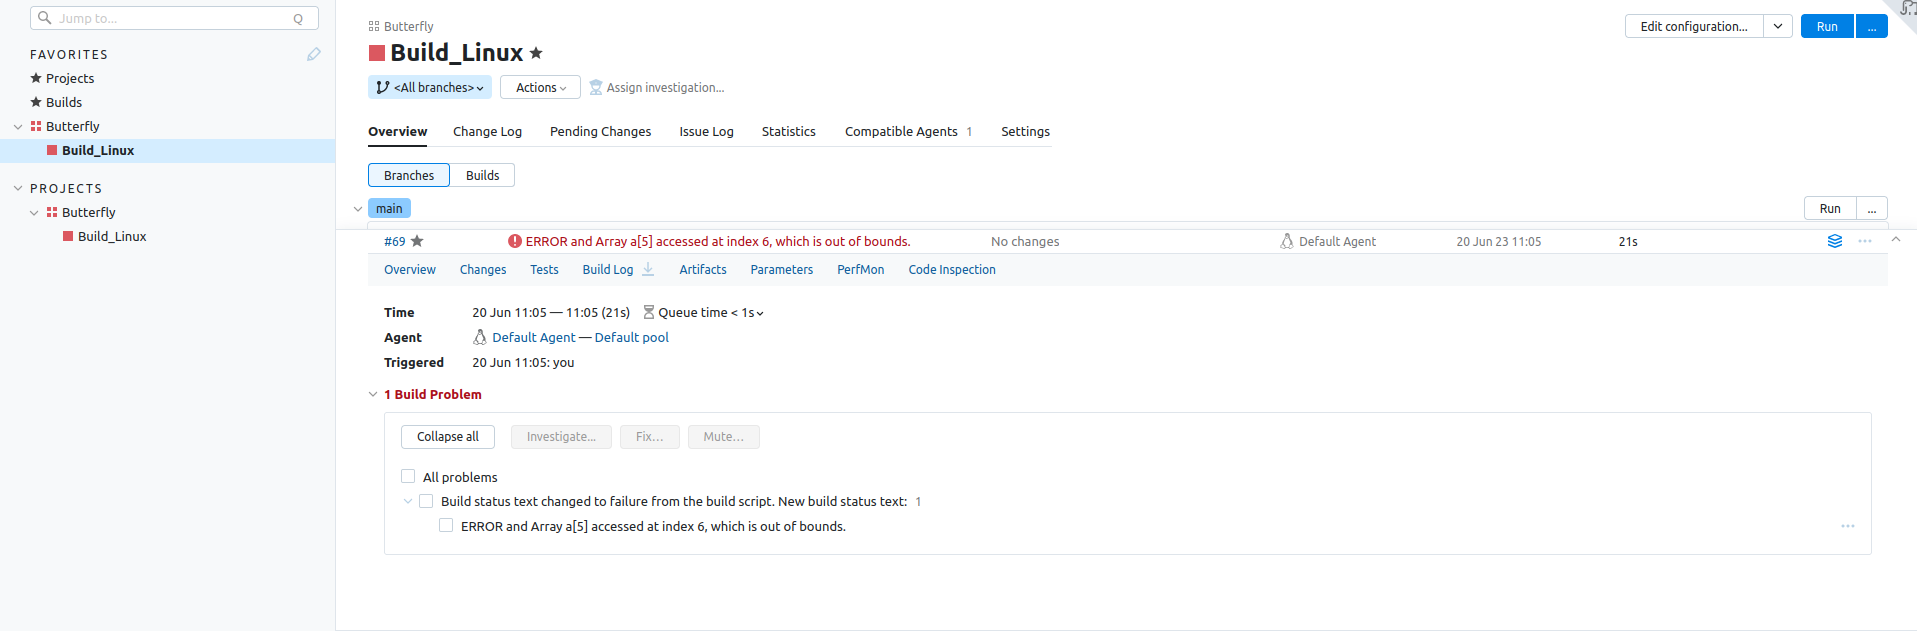 Jump to...
Q
FAVORITES
Projects
Builds
Butterfly
Build_Linux
PROJECTS
Butterfly
Build_Linux
Butterfly
Build_Linux
Edit configuration...
Run
...
<All branches>
Actions
Assign investigation...
Overview Change Log Pending Changes Issue Log Statistics Compatible Agents 1 Settings
Branches Builds
main
Run
...
#69 ERROR and Array a[5] accessed at index 6, which is out of bounds. No changes Default Agent 20 Jun 23 11:05 21s
Overview Changes Tests Build Log Artifacts Parameters PerfMon Code Inspection
Time 20 Jun 11:05 — 11:05 (21s) Queue time < 1s
Agent Default Agent — Default pool
Triggered 20 Jun 11:05: you
1 Build Problem
Collapse all Investigate... Fix... Mute...
All problems
Build status text changed to failure from the build script. New build status text: 1
ERROR and Array a[5] accessed at index 6, which is out of bounds.